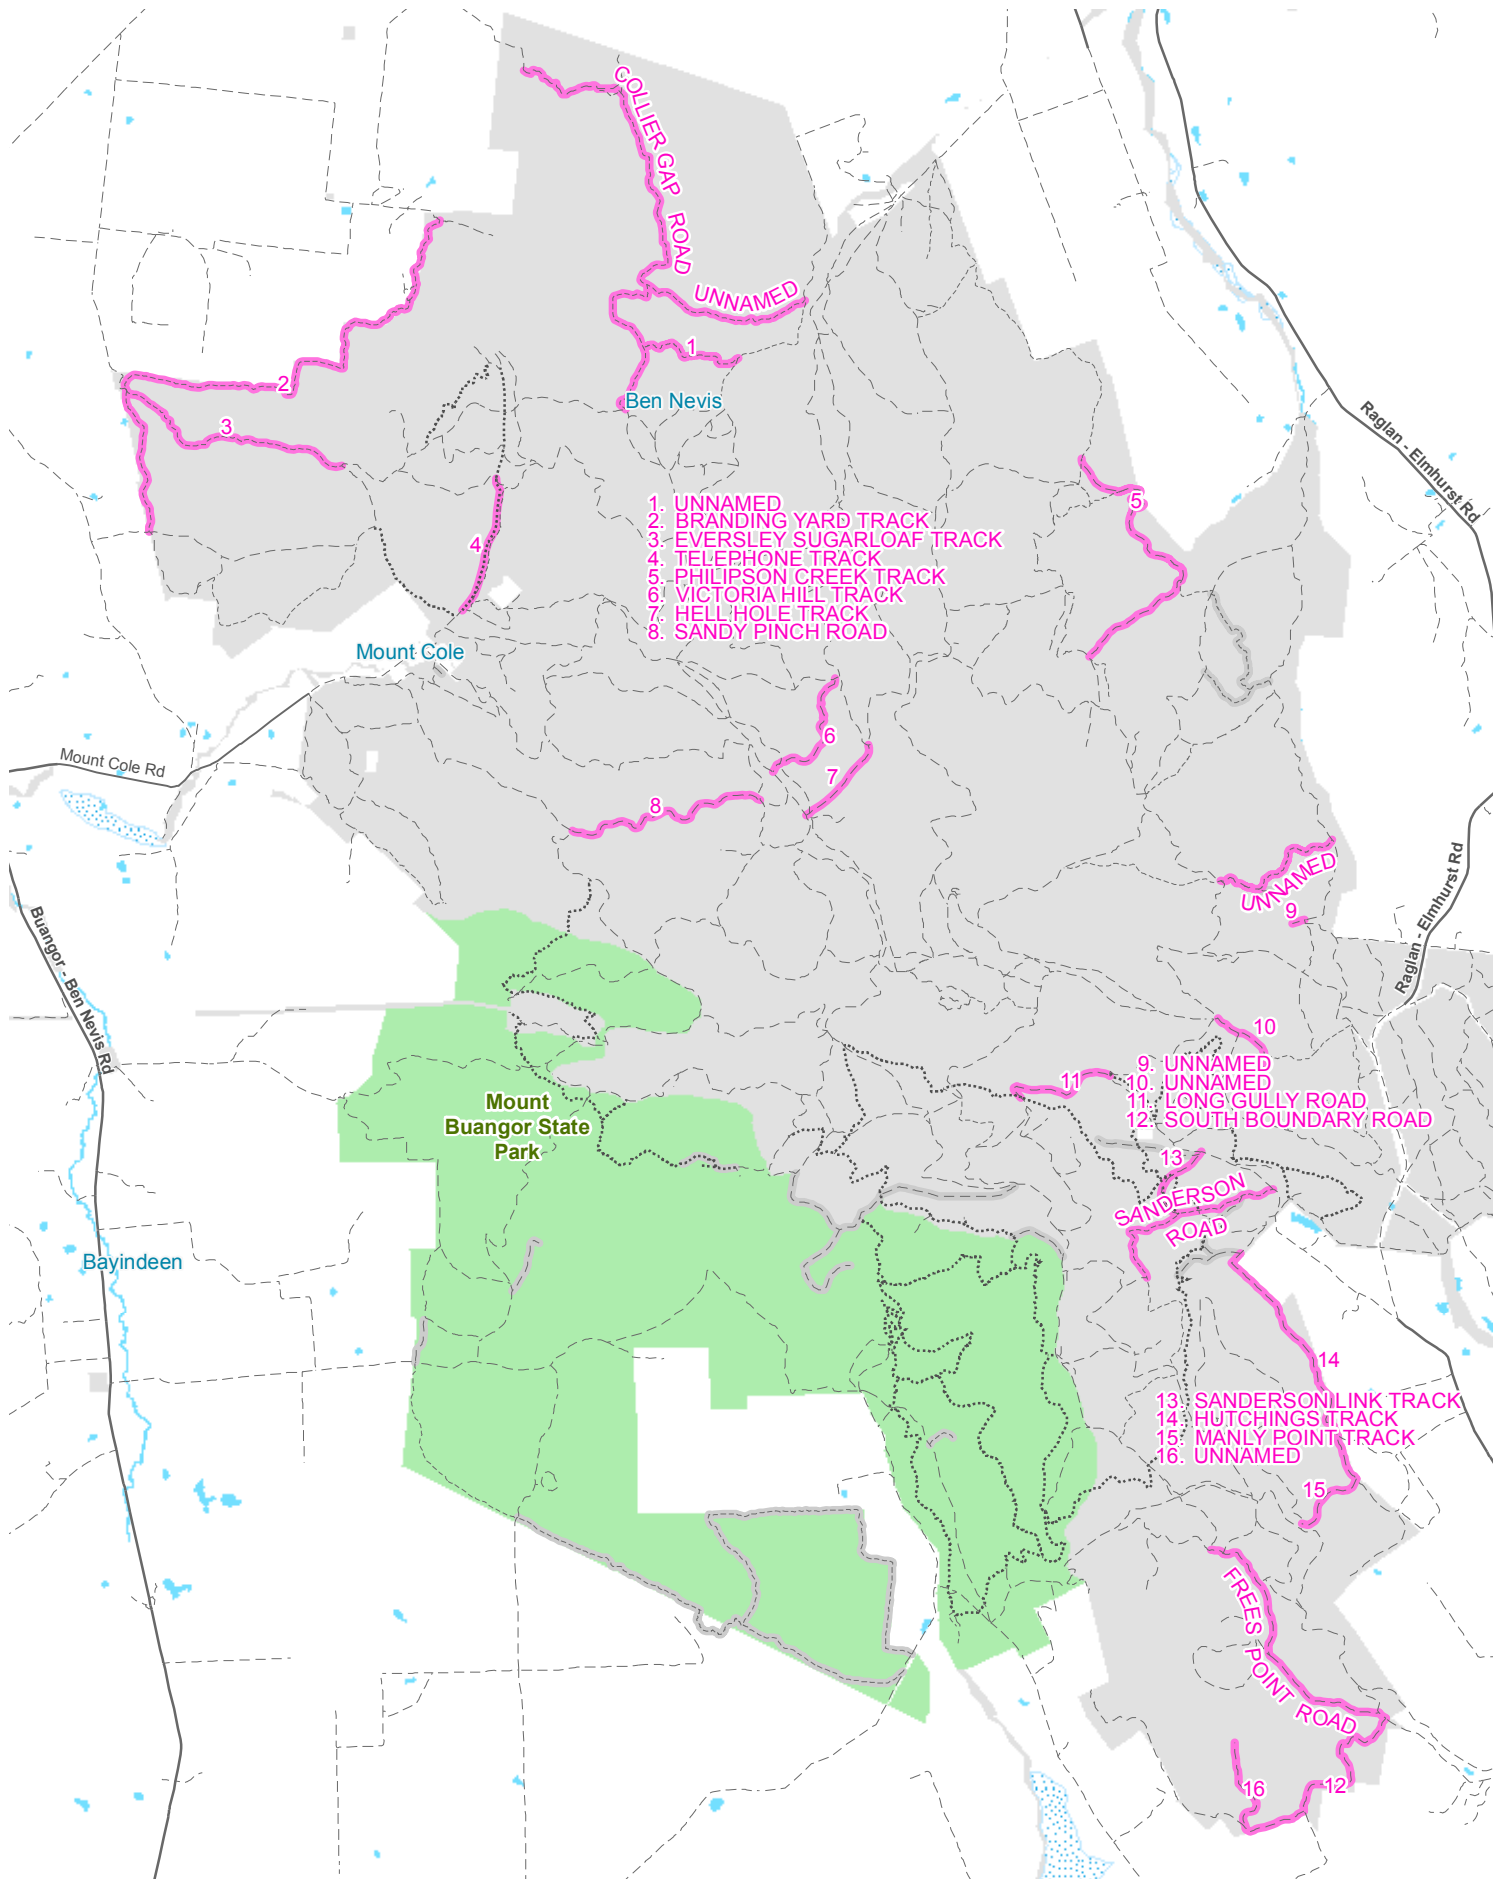 COLLIER GAP ROAD
UNNAMED
1
2
Ben Nevis
3
Raglan - Elmhurst Rd
1. UNNAMED
2. BRANDING YARD TRACK
3. EVERSLEY SUGARLOAF TRACK
4. TELEPHONE TRACK
5. PHILIPSON CREEK TRACK
6. VICTORIA HILL TRACK
7. HELL HOLE TRACK
8. SANDY PINCH ROAD
5
4
Mount Cole
6
Mount Cole Rd
7
8
UNNAMED
9
Raglan - Elmhurst Rd
Buangor - Ben Nevis Rd
10
9. UNNAMED
10. UNNAMED
11. LONG GULLY ROAD
12. SOUTH BOUNDARY ROAD
11
Mount
Buangor State
Park
13
SANDERSON
ROAD
Bayindeen
14
13. SANDERSON LINK TRACK
14. HUTCHINGS TRACK
15. MANLY POINT TRACK
16. UNNAMED
15
FREES POINT ROAD
16
12